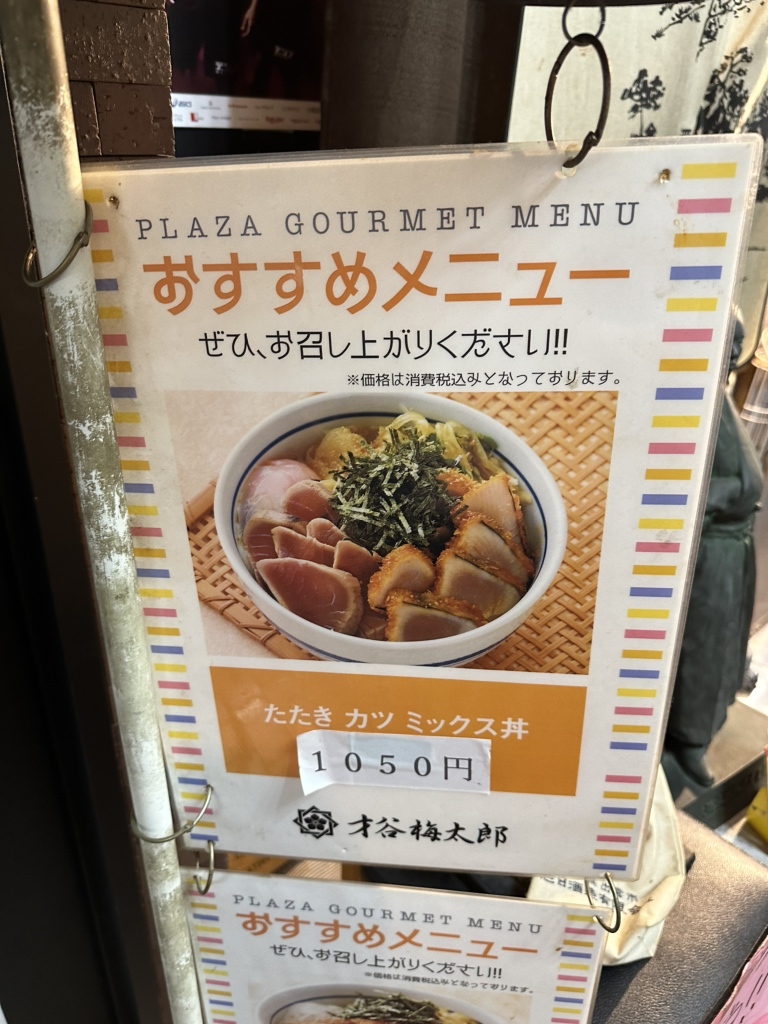 PLAZA GOURMET MENU
おすすめメニュー
ぜひ、お召し上がりください!!
※価格は消費税込みとなっております。
たたき カツ ミックス丼
1050円
才谷梅太郎
PLAZA GOURMET MENU
おすすめメニュー
ぜひ、お召し上がりください!!
※価格は消費税込みとなっております。